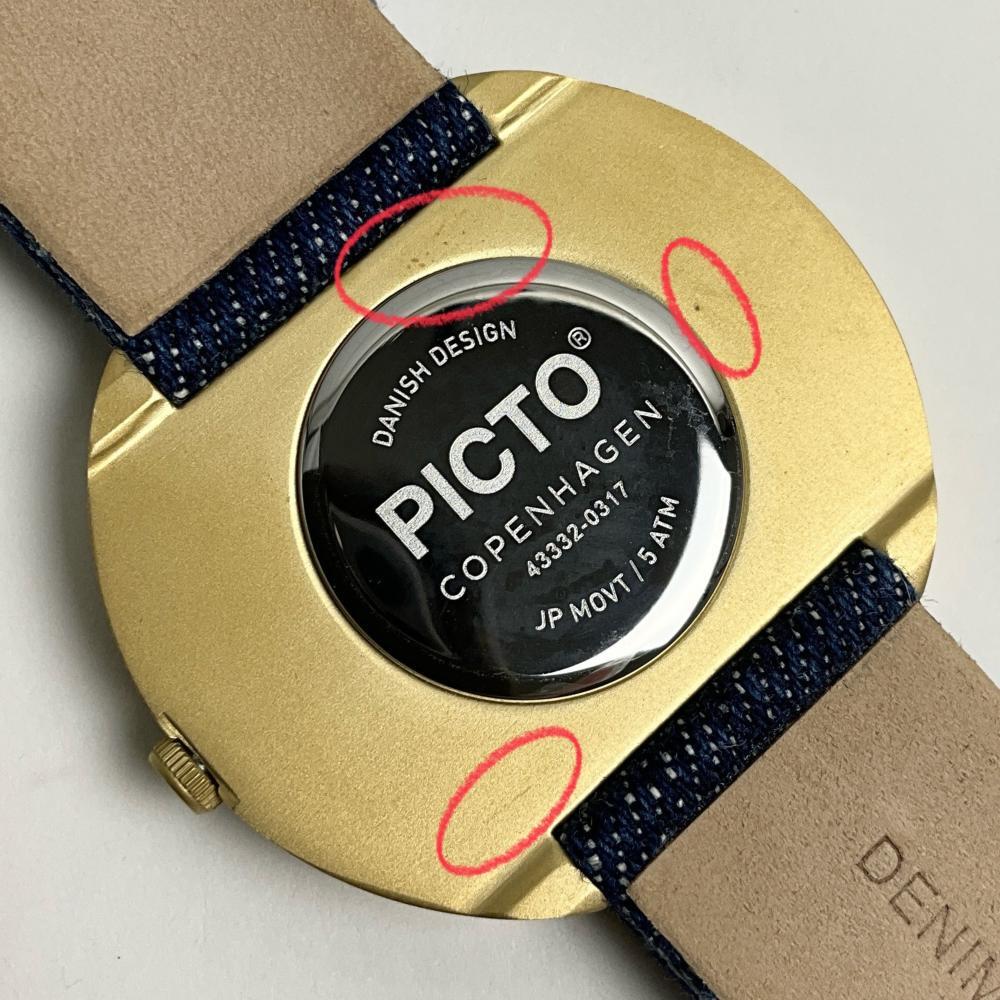 DANISH DESIGN
PICTO®
COPENHAGEN
43332-0317
JP MOVT / 5 ATM
DENIM